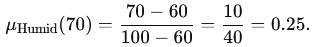 μ_Humid(70) = (70 − 60)/(100 − 60) = 10/40 = 0.25.